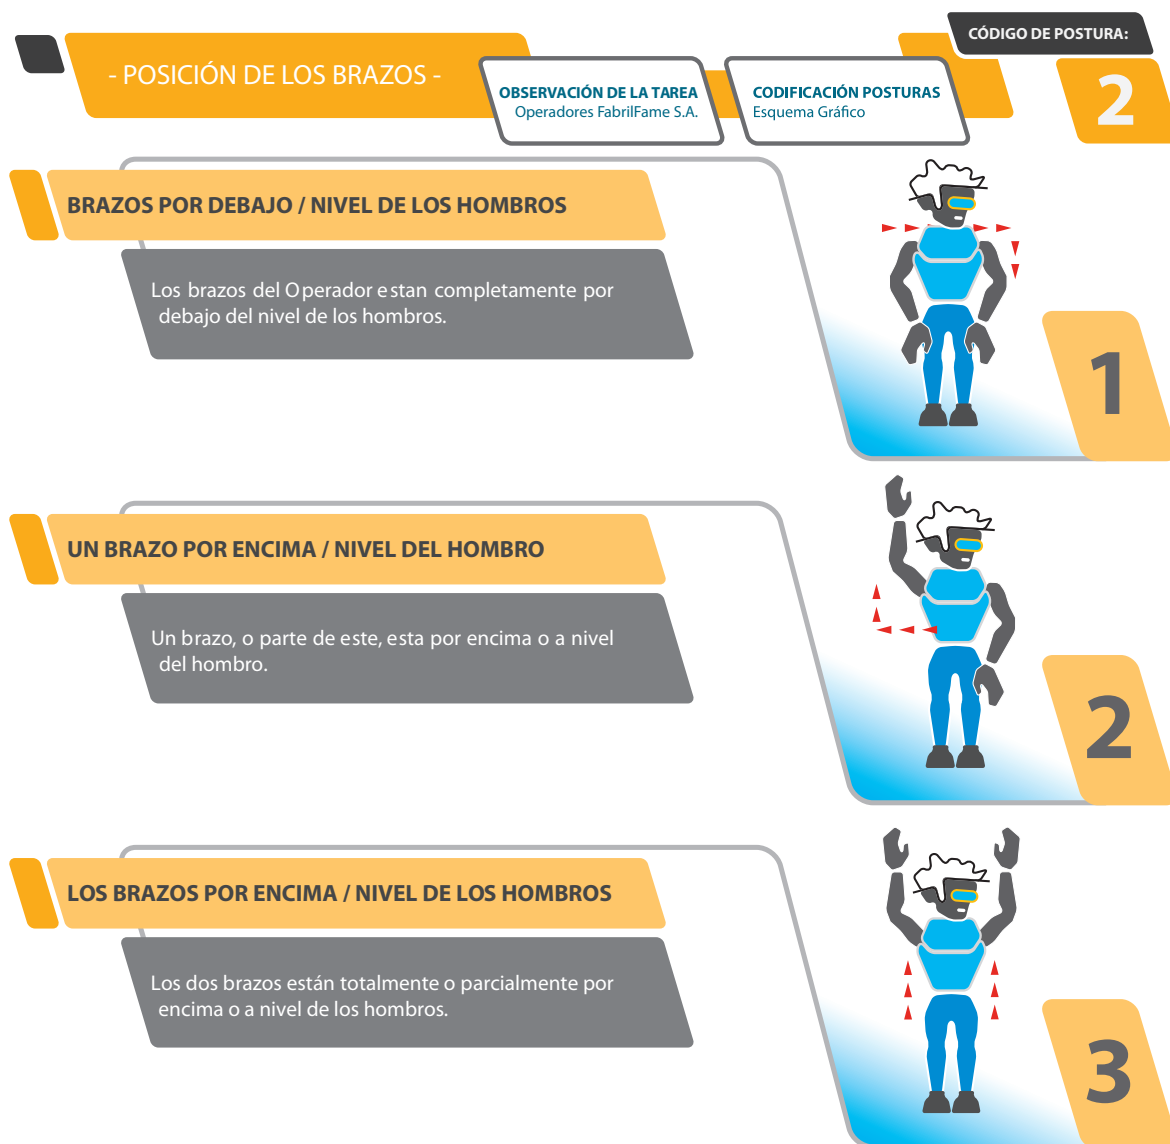 CÓDIGO DE POSTURA:
2
- POSICIÓN DE LOS BRAZOS -
OBSERVACIÓN DE LA TAREA
Operadores FabrilFame S.A.
CODIFICACIÓN POSTURAS
Esquema Gráfico
BRAZOS POR DEBAJO / NIVEL DE LOS HOMBROS
Los brazos del Operador estan completamente por
debajo del nivel de los hombros.
1
UN BRAZO POR ENCIMA / NIVEL DEL HOMBRO
Un brazo, o parte de este, esta por encima o a nivel
del hombro.
2
LOS BRAZOS POR ENCIMA / NIVEL DE LOS HOMBROS
Los dos brazos están totalmente o parcialmente por
encima o a nivel de los hombros.
3